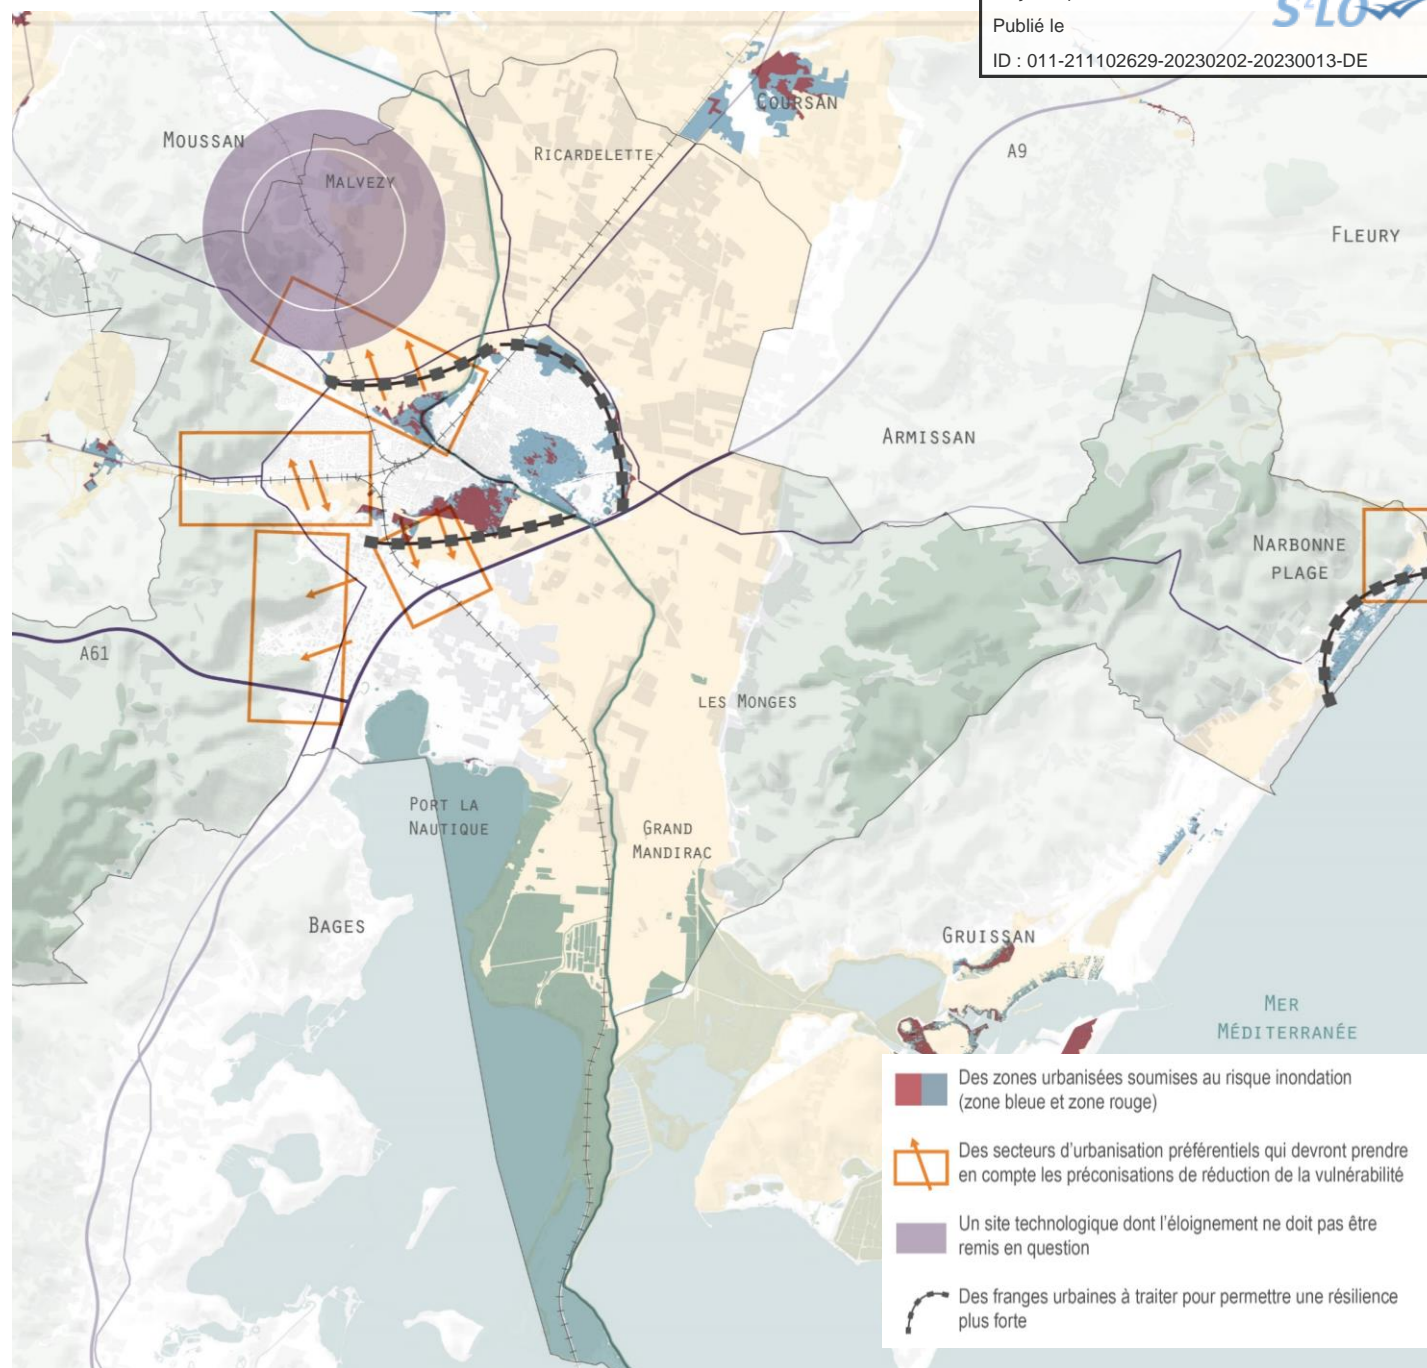 Publié le
S²LO
ID : 011-211102629-20230202-20230013-DE
COURSAN
MOUSSAN
RICARDELETTE
A9
MALVEZY
FLEURY
ARMISSAN
NARBONNE
PLAGE
A61
LES MONGES
PORT LA
NAUTIQUE
GRAND
MANDIRAC
BAGES
GRUISSAN
MER
MÉDITERRANÉE
Des zones urbanisées soumises au risque inondation
(zone bleue et zone rouge)
Des secteurs d'urbanisation préférentiels qui devront prendre
en compte les préconisations de réduction de la vulnérabilité
Un site technologique dont l'éloignement ne doit pas être
remis en question
Des franges urbaines à traiter pour permettre une résilience
plus forte